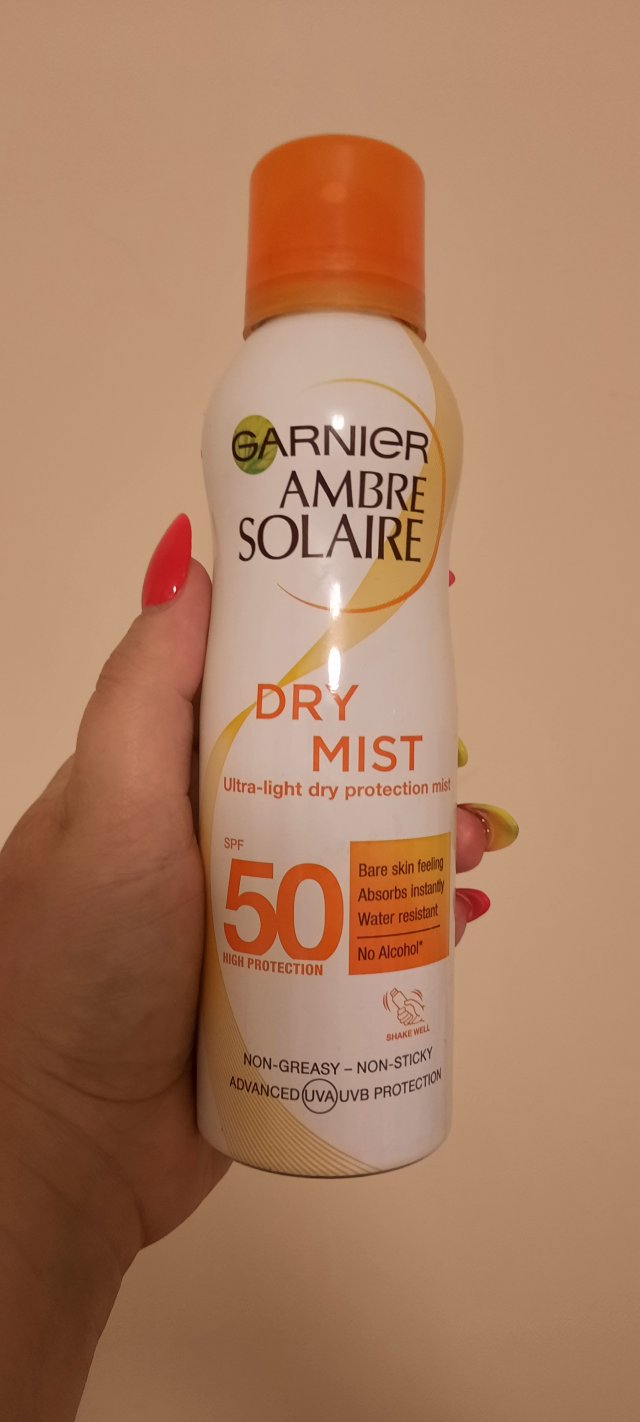 GARNIER
AMBRE
SOLAIRE
DRY
MIST
Ultra-light dry protection mist
SPF
50
HIGH PROTECTION
Bare skin feeling
Absorbs instantly
Water resistant
No Alcohol*
SHAKE WELL
NON-GREASY – NON-STICKY
ADVANCED UVA UVB PROTECTION